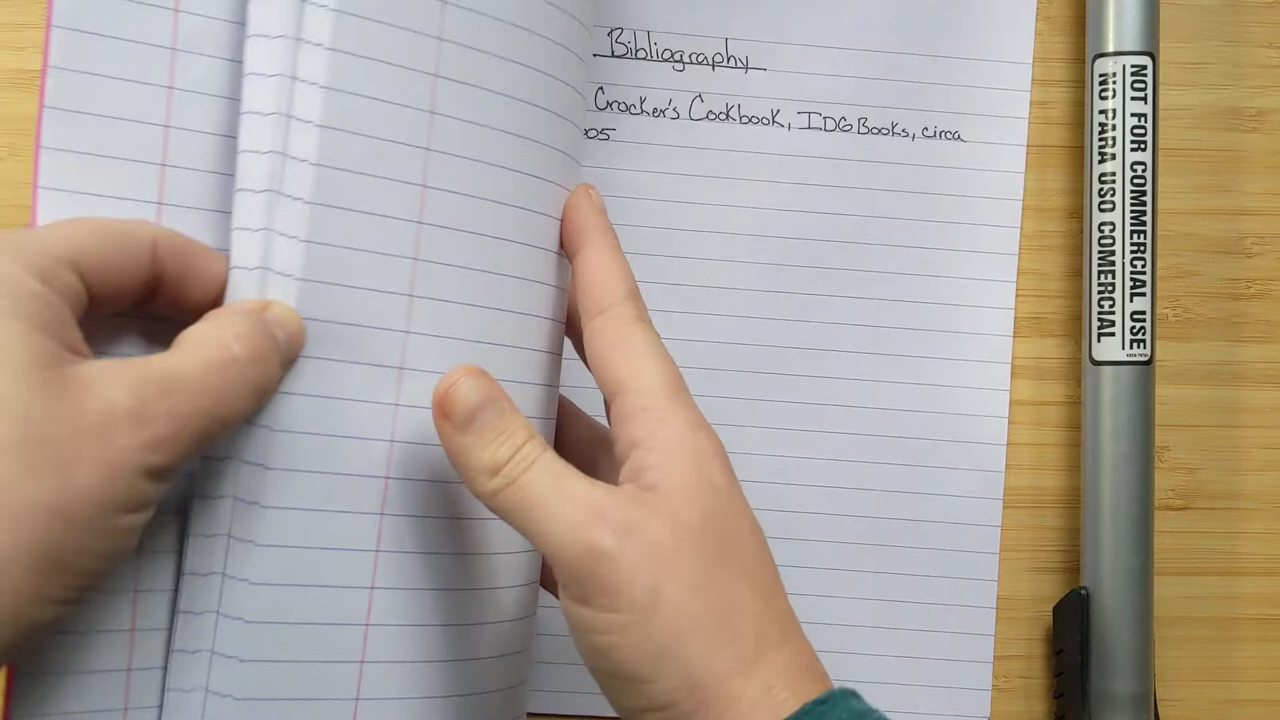 Bibliography
Crocker's Cookbook, IDG Books, circa
05
NOT FOR COMMERCIAL USE
NO PARA USO COMERCIAL